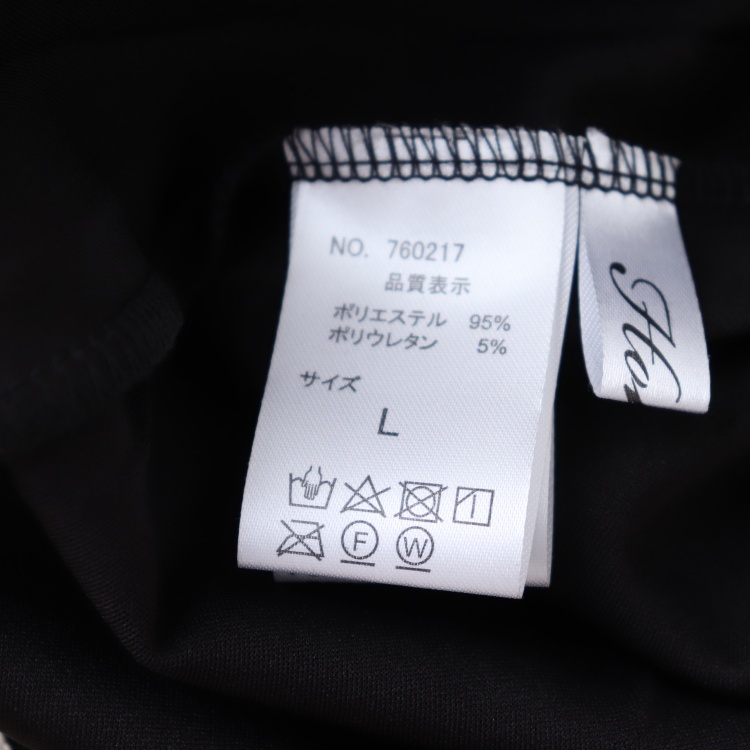 NO. 760217
品質表示
ポリエステル 95%
ポリウレタン 5%
サイズ
L
F W